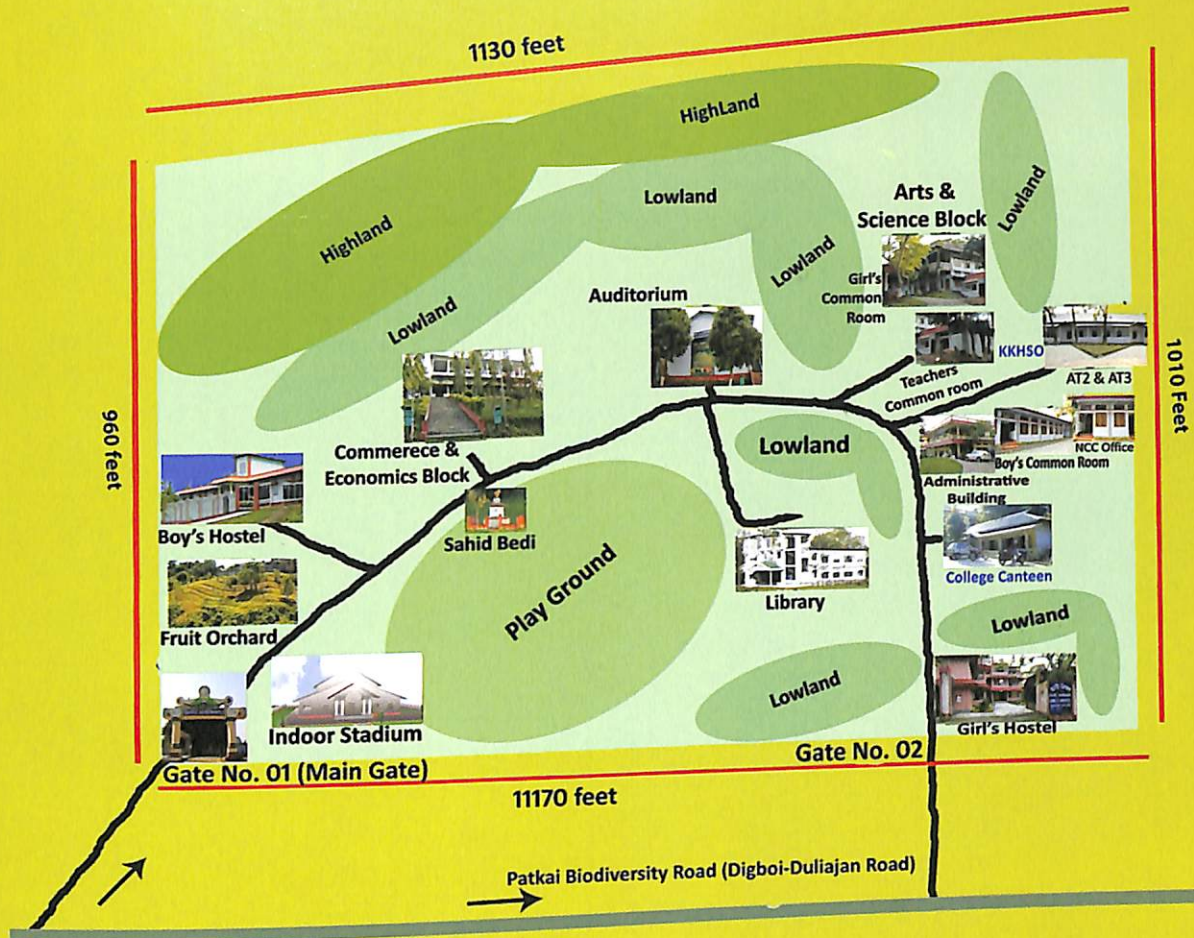 1130 feet
HighLand
Highland
Lowland
Lowland
Lowland
Lowland
Arts &
Science Block
Girl's
Common
Room
Auditorium
KKHSO
Teachers
Common room
AT2 & AT3
1010 Feet
960 feet
Commerece &
Economics Block
Lowland
NCC Office
Boy's Common Room
Administrative
Building
Boy's Hostel
Sahid Bedi
Play Ground
College Canteen
Library
Fruit Orchard
Lowland
Lowland
Indoor Stadium
Girl's Hostel
Gate No. 01 (Main Gate)
Gate No. 02
11170 feet
Patkai Biodiversity Road (Digboi-Duliajan Road)